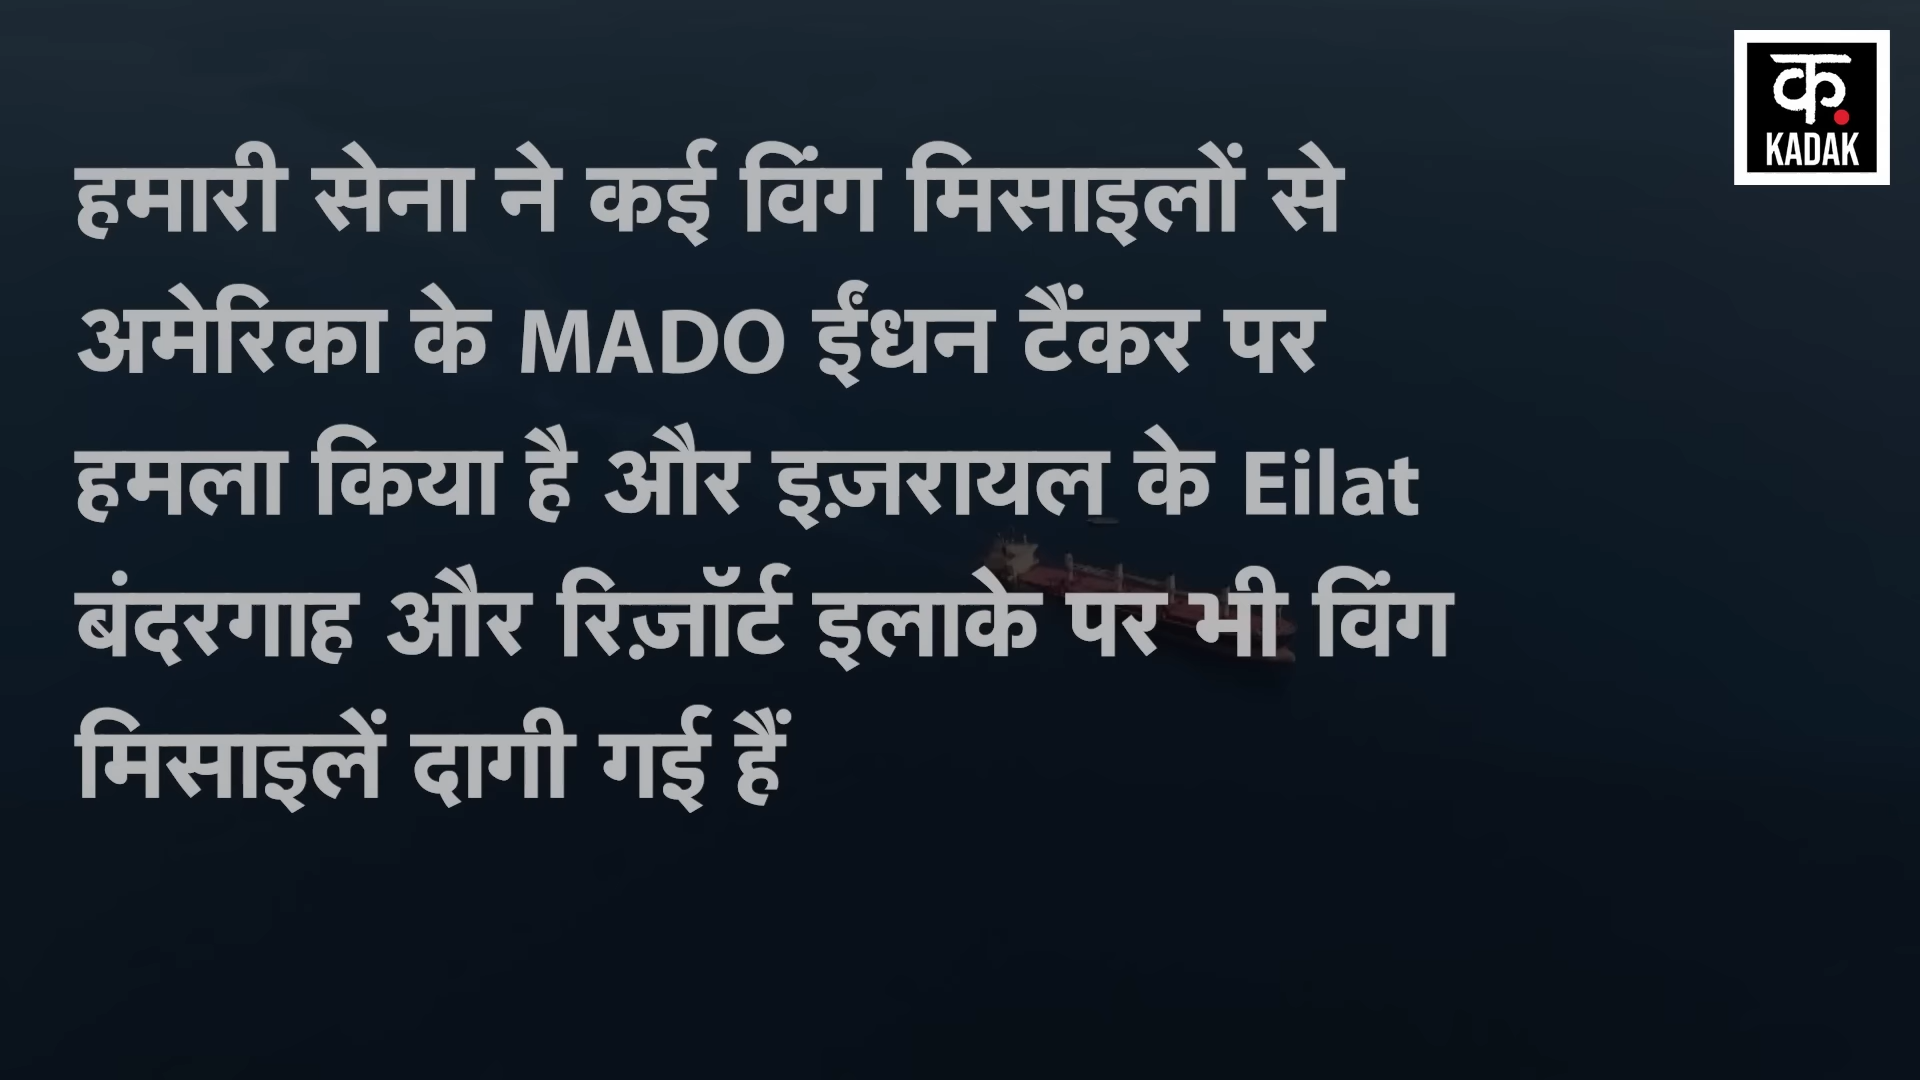 क.
KADAK
हमारी सेना ने कई विंग मिसाइलों से
अमेरिका के MADO ईंधन टैंकर पर
हमला किया है और इज़रायल के Eilat
बंदरगाह और रिज़ॉर्ट इलाके पर भी विंग
मिसाइलें दागी गई हैं